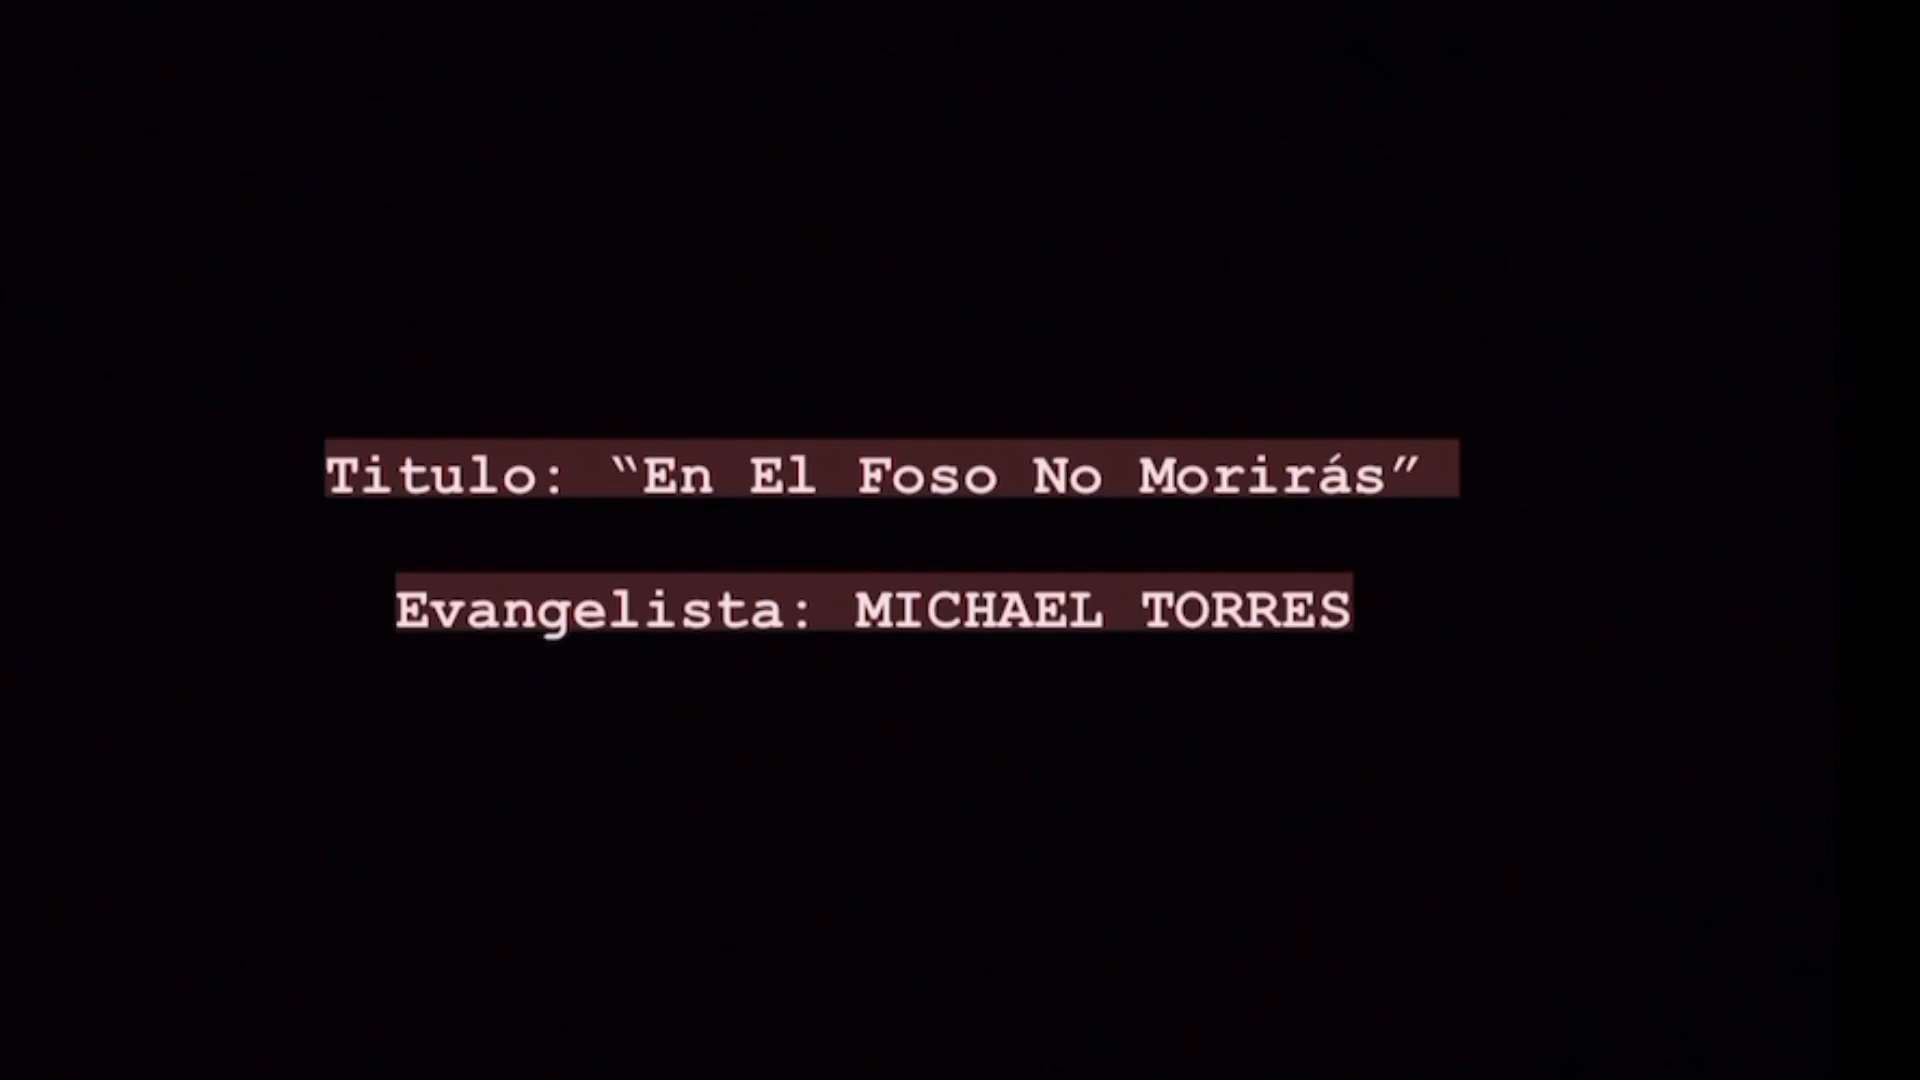 Titulo: “En El Foso No Morirás”
Evangelista: MICHAEL TORRES